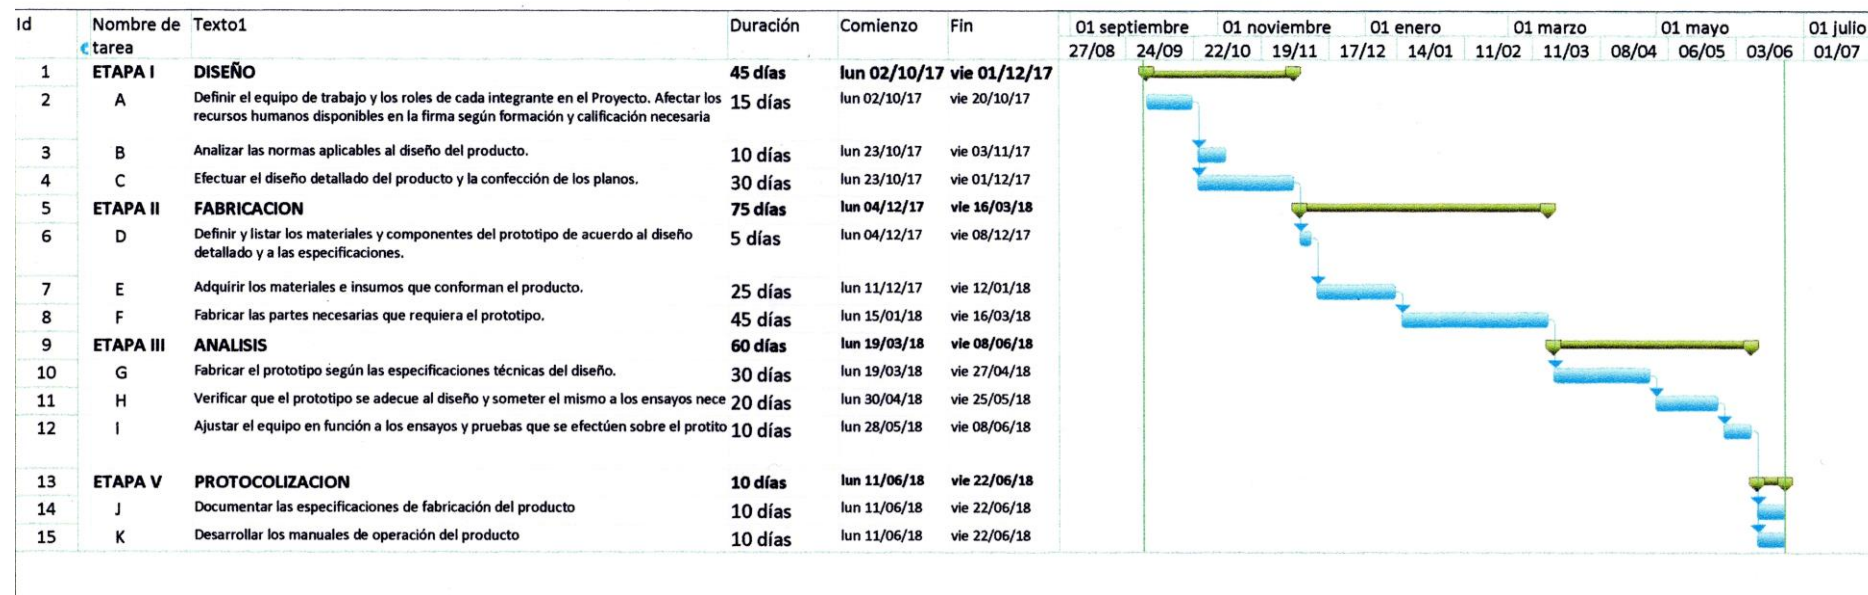 Id Nombre de tarea Texto1 Duración Comienzo Fin 01 septiembre 01 noviembre 01 enero 01 marzo 01 mayo 01 julio
27/08 24/09 22/10 19/11 17/12 14/01 11/02 11/03 08/04 06/05 03/06 01/07
1 ETAPA I DISEÑO 45 días lun 02/10/17 vie 01/12/17
2 A Definir el equipo de trabajo y los roles de cada integrante en el Proyecto. Afectar los 15 días lun 02/10/17 vie 20/10/17
recursos humanos disponibles en la firma según formación y calificación necesaria
3 B Analizar las normas aplicables al diseño del producto. 10 días lun 23/10/17 vie 03/11/17
4 C Efectuar el diseño detallado del producto y la confección de los planos. 30 días lun 23/10/17 vie 01/12/17
5 ETAPA II FABRICACION 75 días lun 04/12/17 vie 16/03/18
6 D Definir y listar los materiales y componentes del prototipo de acuerdo al diseño 5 días lun 04/12/17 vie 08/12/17
detallado y a las especificaciones.
7 E Adquirir los materiales e insumos que conforman el producto. 25 días lun 11/12/17 vie 12/01/18
8 F Fabricar las partes necesarias que requiera el prototipo. 45 días lun 15/01/18 vie 16/03/18
9 ETAPA III ANALISIS 60 días lun 19/03/18 vie 08/06/18
10 G Fabricar el prototipo según las especificaciones técnicas del diseño. 30 días lun 19/03/18 vie 27/04/18
11 H Verificar que el prototipo se adecue al diseño y someter el mismo a los ensayos nece 20 días lun 30/04/18 vie 25/05/18
12 I Ajustar el equipo en función a los ensayos y pruebas que se efectúen sobre el protito 10 días lun 28/05/18 vie 08/06/18
13 ETAPA V PROTOCOLIZACION 10 días lun 11/06/18 vie 22/06/18
14 J Documentar las especificaciones de fabricación del producto 10 días lun 11/06/18 vie 22/06/18
15 K Desarrollar los manuales de operación del producto 10 días lun 11/06/18 vie 22/06/18